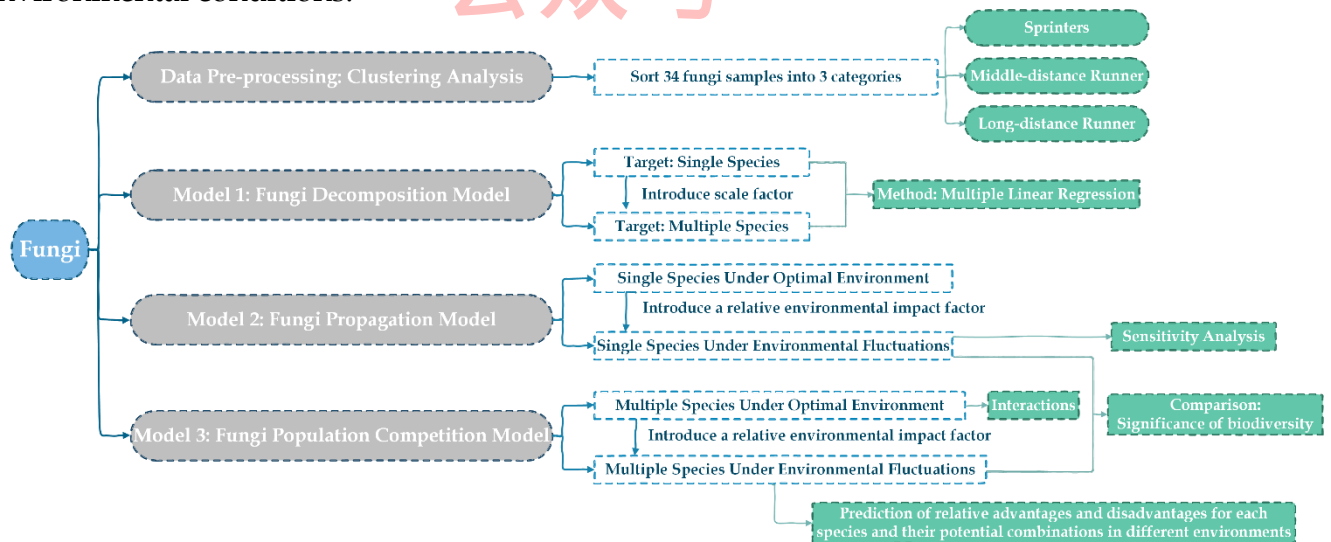 nvironmental conditions.
公众号
Sprinters
Data Pre-processing: Clustering Analysis
Sort 34 fungi samples into 3 categories
Middle-distance Runner
Long-distance Runner
Target: Single Species
Model 1: Fungi Decomposition Model
Introduce scale factor
Method: Multiple Linear Regression
Target: Multiple Species
Fungi
Single Species Under Optimal Environment
Introduce a relative environmental impact factor
Model 2: Fungi Propagation Model
Single Species Under Environmental Fluctuations
Sensitivity Analysis
Multiple Species Under Optimal Environment
Interactions
Comparison:
Significance of biodiversity
Model 3: Fungi Population Competition Model
Introduce a relative environmental impact factor
Multiple Species Under Environmental Fluctuations
Prediction of relative advantages and disadvantages for each
species and their potential combinations in different environments